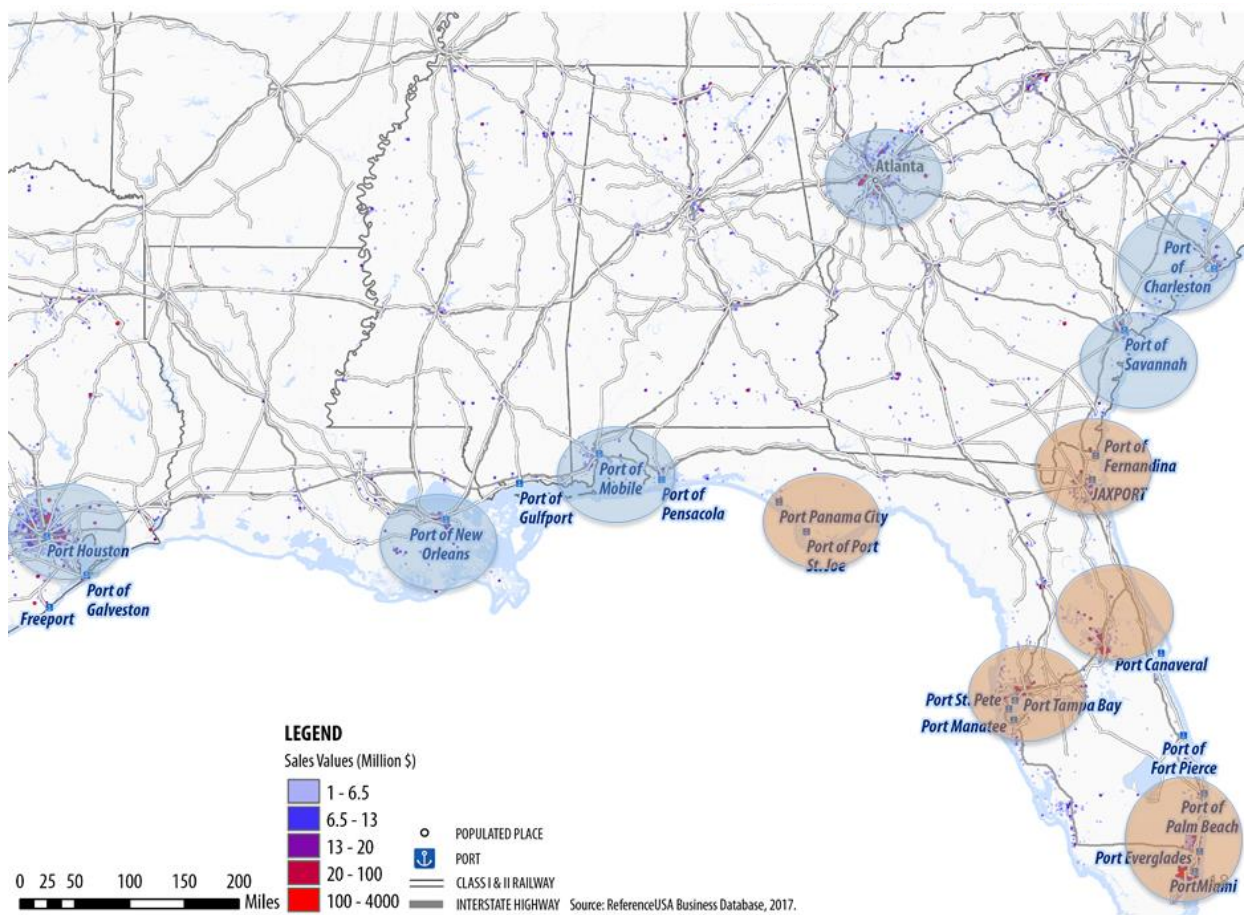 Atlanta
Port
of
Charleston
Port of
Savannah
Port of
Fernandina
JAXPORT
Port of
Mobile
Port of
Pensacola
Port of
Gulfport
Port of New
Orleans
Port Houston
Port of
Galveston
Freeport
Port Panama City
Port of Port
St. Joe
Port Canaveral
Port St. Pete
Port Tampa Bay
Port Manatee
Port of
Fort Pierce
Port of
Palm Beach
Port Everglades
PortMiami
LEGEND
Sales Values (Million $)
1 - 6.5
6.5 - 13
13 - 20
20 - 100
100 - 4000
POPULATED PLACE
PORT
CLASS I & II RAILWAY
INTERSTATE HIGHWAY
Source: ReferenceUSA Business Database, 2017.
0 25 50 100 150 200
Miles